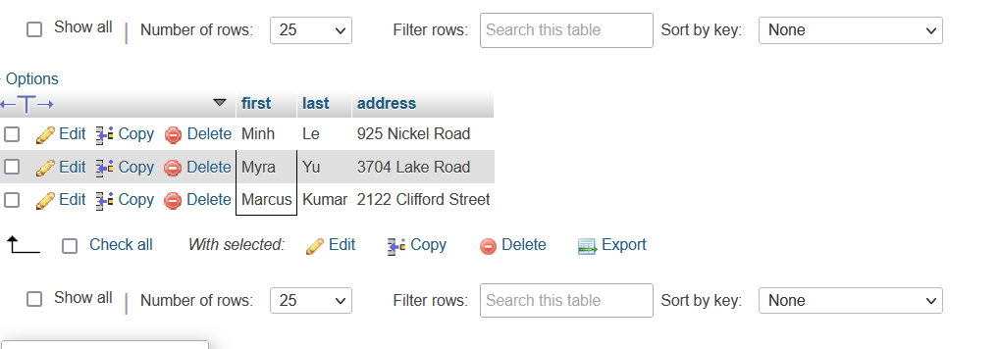 Show all Number of rows: 25 Filter rows: Search this table Sort by key: None
Options
first last address
Edit Copy Delete Minh Le 925 Nickel Road
Edit Copy Delete Myra Yu 3704 Lake Road
Edit Copy Delete Marcus Kumar 2122 Clifford Street
Check all With selected: Edit Copy Delete Export
Show all Number of rows: 25 Filter rows: Search this table Sort by key: None